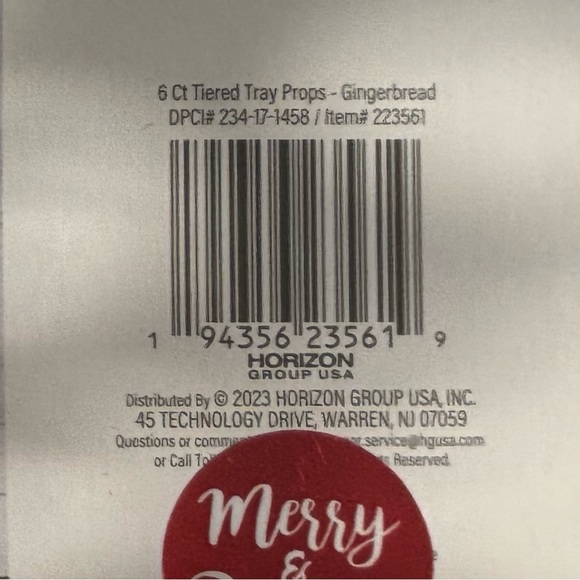 6 Ct Tiered Tray Props - Gingerbread
DPCI# 234-17-1458 / Item# 223561
1 94356 23561 9
HORIZON
GROUP USA
Distributed By © 2023 HORIZON GROUP USA, INC.
45 TECHNOLOGY DRIVE, WARREN, NJ 07059
Questions or service@hgusa.com
or Call Reserved.
Merry
&